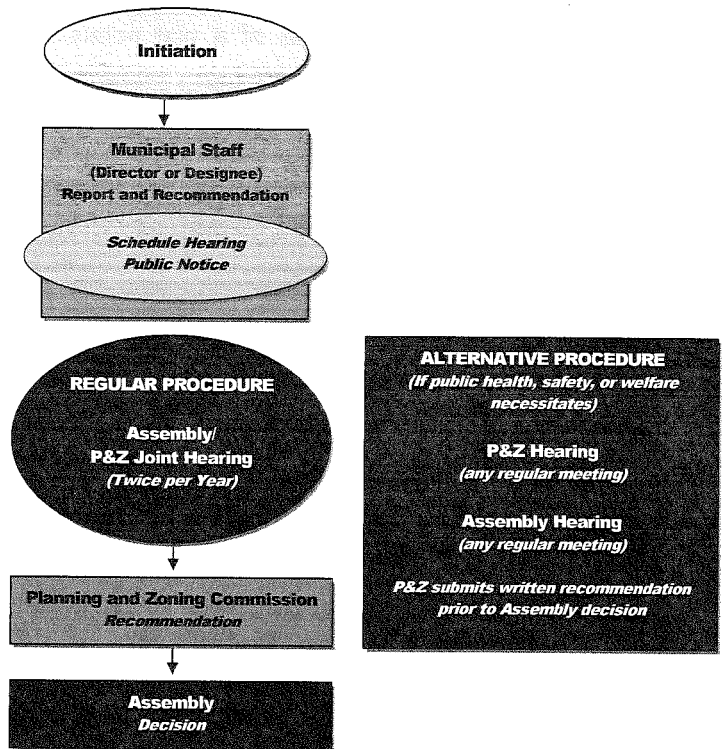 Initiation
Municipal Staff
(Director or Designee)
Report and Recommendation
Schedule Hearing
Public Notice
REGULAR PROCEDURE
Assembly/
P&Z Joint Hearing
(Twice per Year)
Planning and Zoning Commission
Recommendation
Assembly
Decision
ALTERNATIVE PROCEDURE
(If public health, safety, or welfare
necessitates)
P&Z Hearing
(any regular meeting)
Assembly Hearing
(any regular meeting)
P&Z submits written recommendation
prior to Assembly decision